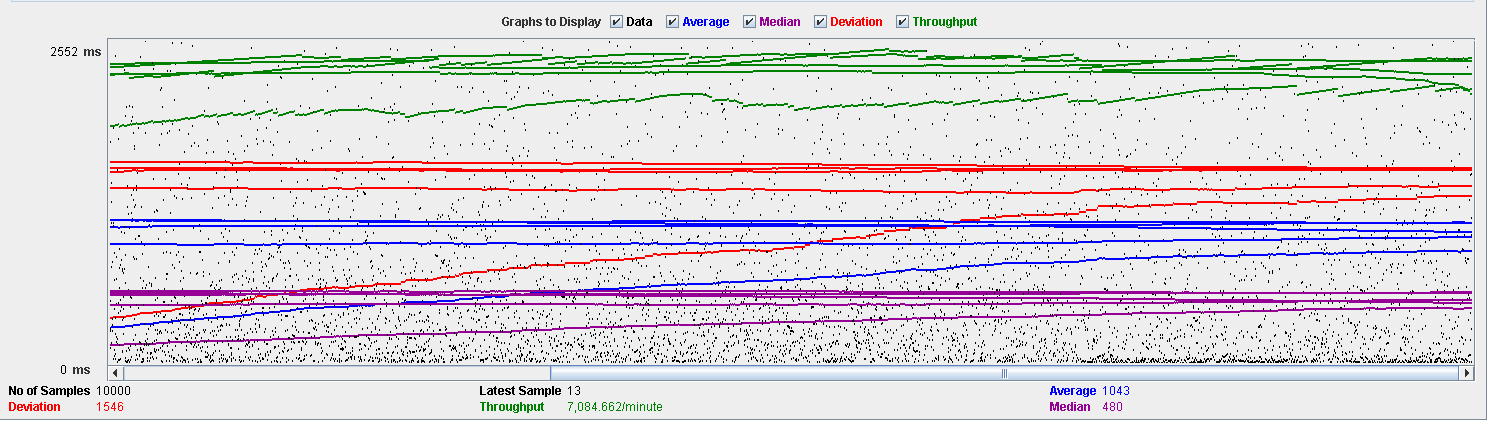 Graphs to Display Data Average Median Deviation Throughput
2552 ms
0 ms
No of Samples 10000 Latest Sample 13 Average 1043
Deviation 1546 Throughput 7,084.662/minute Median 480